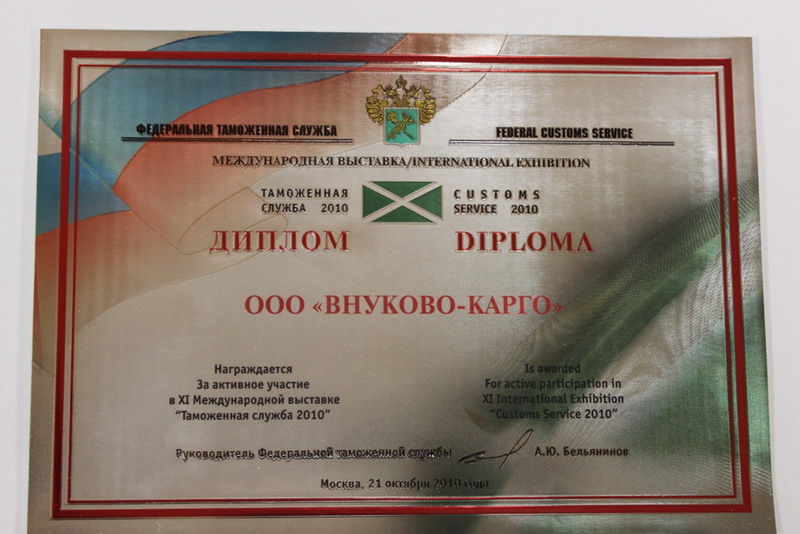 ФЕДЕРАЛЬНАЯ ТАМОЖЕННАЯ СЛУЖБА
FEDERAL CUSTOMS SERVICE
МЕЖДУНАРОДНАЯ ВЫСТАВКА/INTERNATIONAL EXHIBITION
ТАМОЖЕННАЯ
СЛУЖБА 2010
CUSTOMS
SERVICE 2010
ДИПЛОМ
DIPLOMA
ООО «ВНУКОВО-КАРГО»
Награждается
За активное участие
в XI Международной выставке
"Таможенная служба 2010"
Is awarded
For active participation in
XI International Exhibition
"Customs Service 2010"
Руководитель Федеральной таможенной службы
А.Ю. Бельянинов
Москва, 21 октября 2010 года